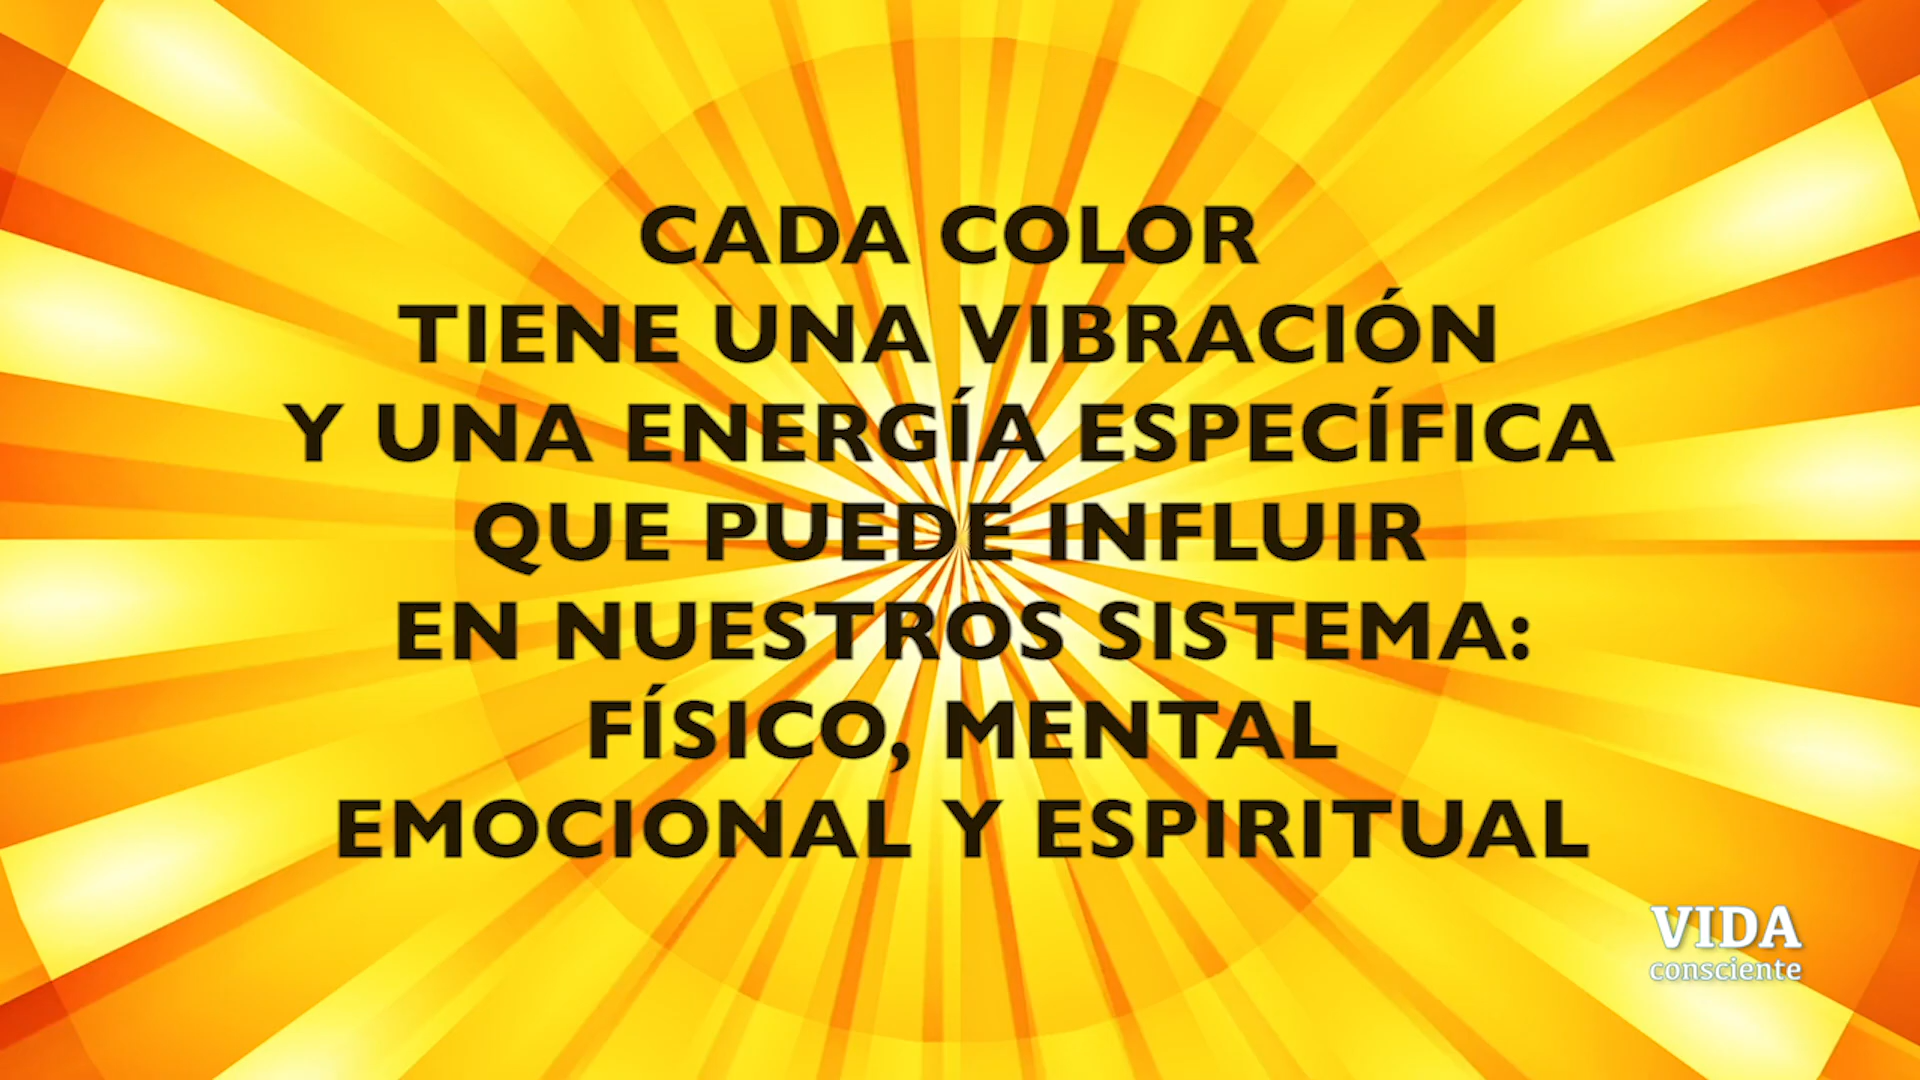 CADA COLOR
TIENE UNA VIBRACIÓN
Y UNA ENERGÍA ESPECÍFICA
QUE PUEDE INFLUIR
EN NUESTROS SISTEMA:
FÍSICO, MENTAL
EMOCIONAL Y ESPIRITUAL
VIDA
consciente